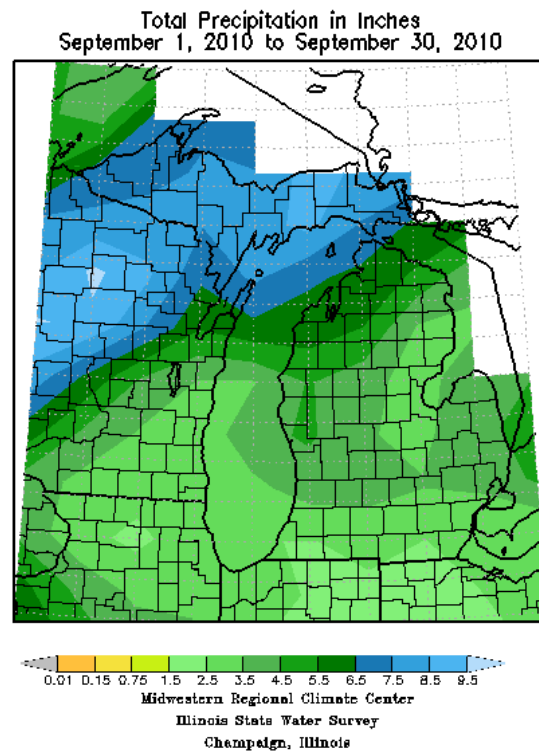 Total Precipitation in Inches
September 1, 2010 to September 30, 2010
0.01 0.15 0.75 1.5 2.5 3.5 4.5 5.5 6.5 7.5 8.5 9.5
Midwestern Regional Climate Center
Illinois State Water Survey
Champaign, Illinois